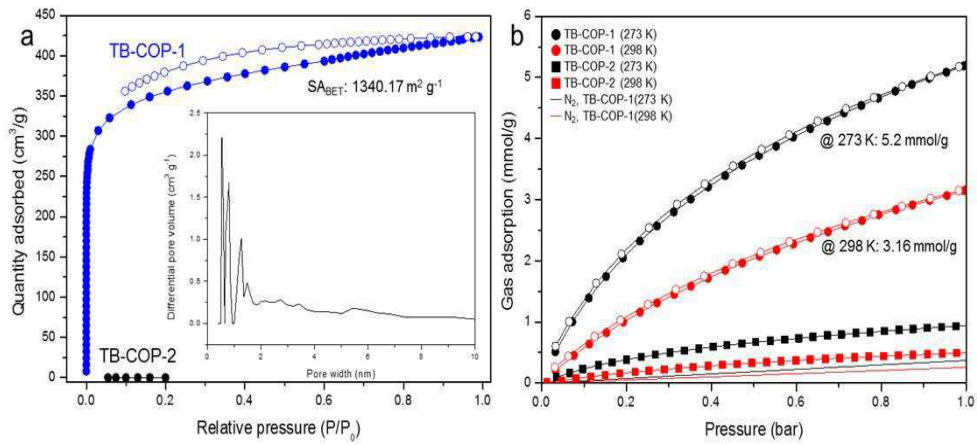 a
TB-COP-1
SA_BET: 1340.17 m² g⁻¹
TB-COP-2
Quantity adsorbed (cm³/g)
450
400
350
300
250
200
150
100
50
0
0.0 0.2 0.4 0.6 0.8 1.0
Relative pressure (P/P₀)
Differential pore volume (cm³ g⁻¹)
2.5
2.0
1.5
1.0
0.5
0.0
0 2 4 6 8 10
Pore width (nm)
b
TB-COP-1 (273 K)
TB-COP-1 (298 K)
TB-COP-2 (273 K)
TB-COP-2 (298 K)
N₂, TB-COP-1(273 K)
N₂, TB-COP-1(298 K)
@ 273 K: 5.2 mmol/g
@ 298 K: 3.16 mmol/g
Gas adsorption (mmol/g)
6
5
4
3
2
1
0
0.0 0.2 0.4 0.6 0.8 1.0
Pressure (bar)